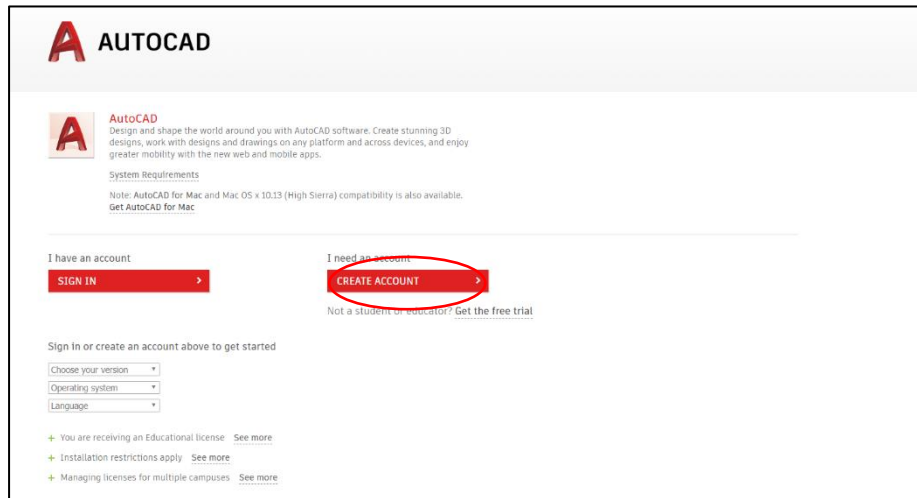 AUTOCAD
AutoCAD
Design and shape the world around you with AutoCAD software. Create stunning 3D
designs, work with designs and drawings on any platform and across devices, and enjoy
greater mobility with the new web and mobile apps.
System Requirements
Note: AutoCAD for Mac and Mac OS x 10.13 (High Sierra) compatibility is also available.
Get AutoCAD for Mac
I have an account
SIGN IN
I need an account
CREATE ACCOUNT
Not a student or educator? Get the free trial
Sign in or create an account above to get started
Choose your version
Operating system
Language
+ You are receiving an Educational license See more
+ Installation restrictions apply See more
+ Managing licenses for multiple campuses See more